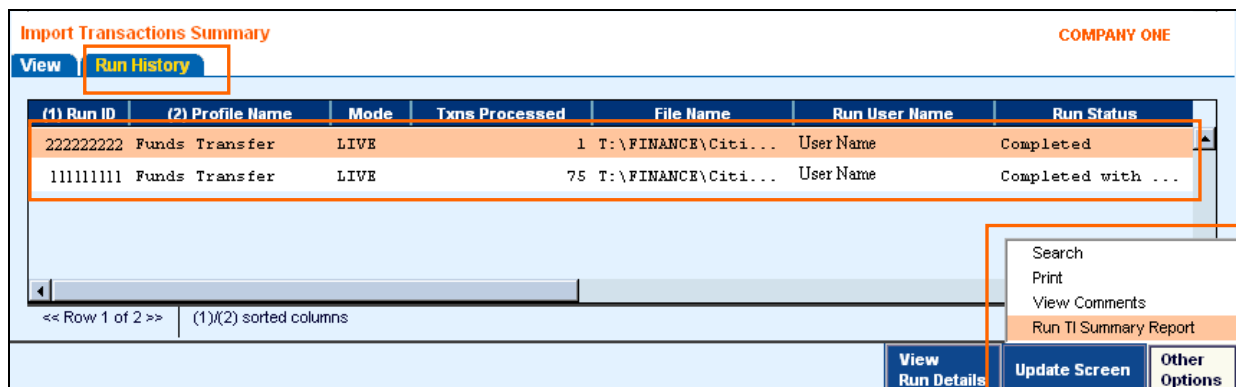 Import Transactions Summary COMPANY ONE
View Run History
(1) Run ID (2) Profile Name Mode Txns Processed File Name Run User Name Run Status
222222222 Funds Transfer LIVE 1 T:\FINANCE\Citi... User Name Completed
111111111 Funds Transfer LIVE 75 T:\FINANCE\Citi... User Name Completed with ...
Search
Print
View Comments
Run TI Summary Report
<< Row 1 of 2 >> (1)/(2) sorted columns
View Run Details Update Screen Other Options